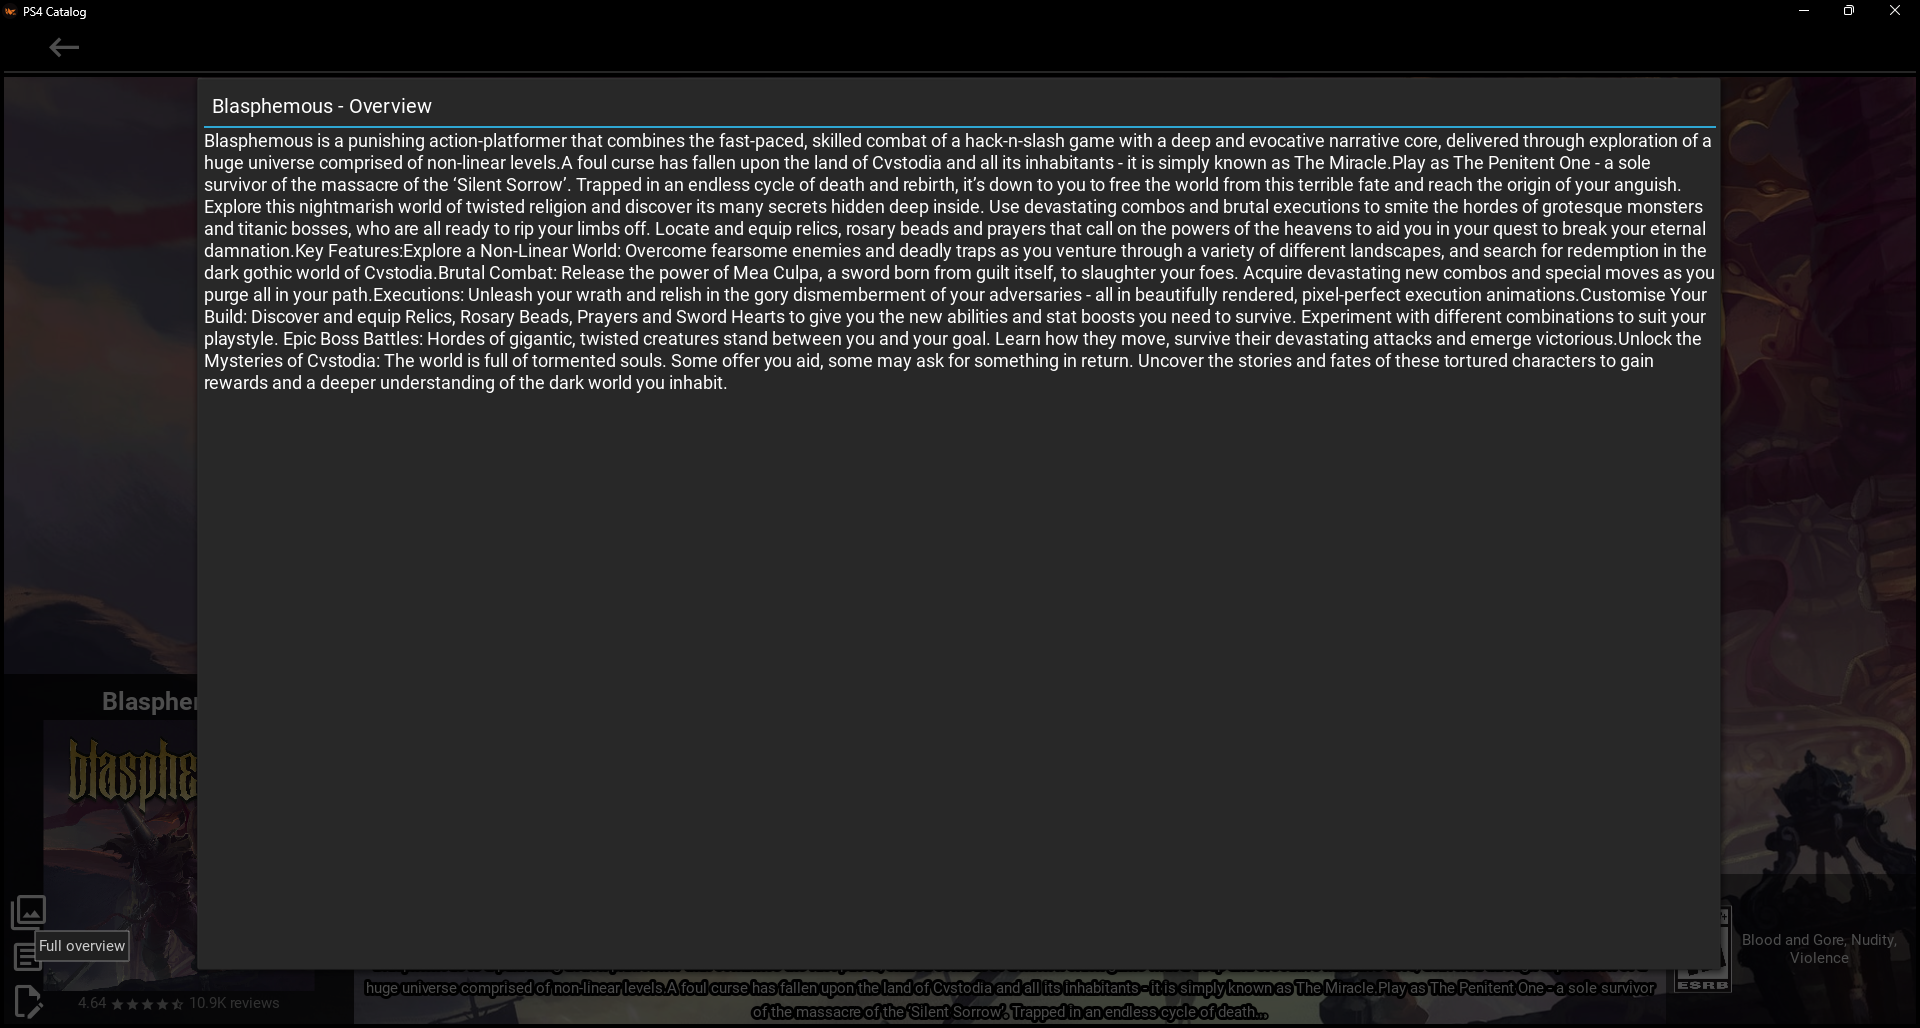 PS4 Catalog
Blasphemous - Overview
Blasphemous is a punishing action-platformer that combines the fast-paced, skilled combat of a hack-n-slash game with a deep and evocative narrative core, delivered through exploration of a
huge universe comprised of non-linear levels.A foul curse has fallen upon the land of Cvstodia and all its inhabitants - it is simply known as The Miracle.Play as The Penitent One - a sole
survivor of the massacre of the ‘Silent Sorrow’. Trapped in an endless cycle of death and rebirth, it’s down to you to free the world from this terrible fate and reach the origin of your anguish.
Explore this nightmarish world of twisted religion and discover its many secrets hidden deep inside. Use devastating combos and brutal executions to smite the hordes of grotesque monsters
and titanic bosses, who are all ready to rip your limbs off. Locate and equip relics, rosary beads and prayers that call on the powers of the heavens to aid you in your quest to break your eternal
damnation.Key Features:Explore a Non-Linear World: Overcome fearsome enemies and deadly traps as you venture through a variety of different landscapes, and search for redemption in the
dark gothic world of Cvstodia.Brutal Combat: Release the power of Mea Culpa, a sword born from guilt itself, to slaughter your foes. Acquire devastating new combos and special moves as you
purge all in your path.Executions: Unleash your wrath and relish in the gory dismemberment of your adversaries - all in beautifully rendered, pixel-perfect execution animations.Customise Your
Build: Discover and equip Relics, Rosary Beads, Prayers and Sword Hearts to give you the new abilities and stat boosts you need to survive. Experiment with different combinations to suit your
playstyle. Epic Boss Battles: Hordes of gigantic, twisted creatures stand between you and your goal. Learn how they move, survive their devastating attacks and emerge victorious.Unlock the
Mysteries of Cvstodia: The world is full of tormented souls. Some offer you aid, some may ask for something in return. Uncover the stories and fates of these tortured characters to gain
rewards and a deeper understanding of the dark world you inhabit.
Blasphe
blasphe
Full overview
4.64 10.9K reviews
huge universe comprised of non-linear levels.A foul curse has fallen upon the land of Cvstodia and all its inhabitants - it is simply known as The Miracle.Play as The Penitent One - a sole survivor
of the massacre of the ‘Silent Sorrow’. Trapped in an endless cycle of death...
ESRB
Blood and Gore, Nudity,
Violence